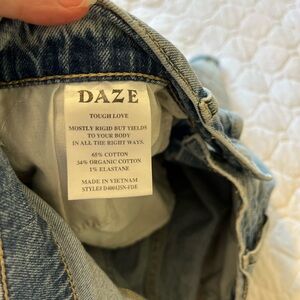 DAZE
TOUGH LOVE
MOSTLY RIGID BUT YIELDS
TO YOUR BODY
IN ALL THE RIGHT WAYS.
65% COTTON
34% ORGANIC COTTON
1% ELASTANE
MADE IN VIETNAM
STYLE#